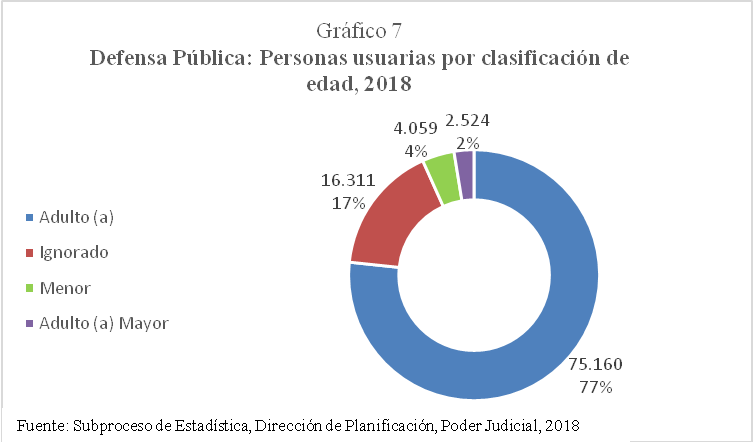 Gráfico 7
Defensa Pública: Personas usuarias por clasificación de
edad, 2018
2.524
2%
4.059
4%
16.311
17%
Adulto (a)
Ignorado
Menor
Adulto (a) Mayor
75.160
77%
Fuente: Subproceso de Estadística, Dirección de Planificación, Poder Judicial, 2018